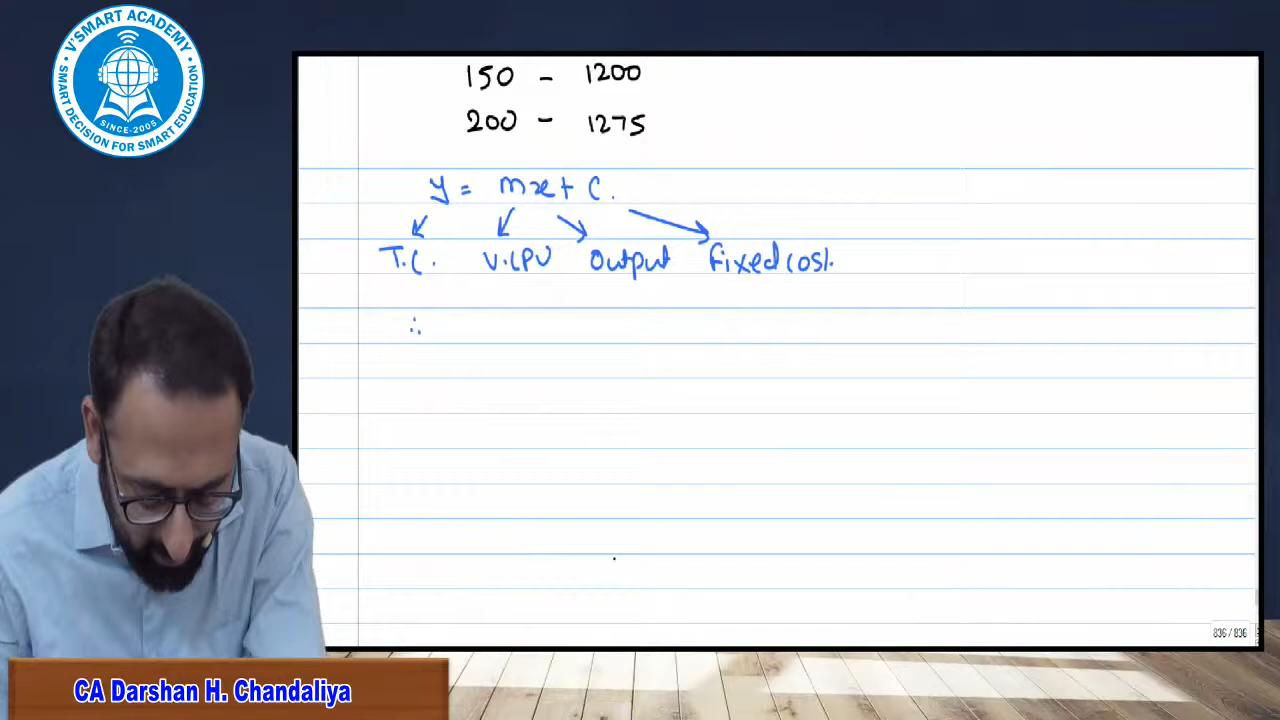 V'SMART ACADEMY
SINCE-2005
SMART DECISION FOR SMART EDUCATION
150 - 1200
200 - 1275
y = mx + C.
T.C. V.CPU Output Fixed Cost.
∴
836 / 836
CA Darshan H. Chandaliya